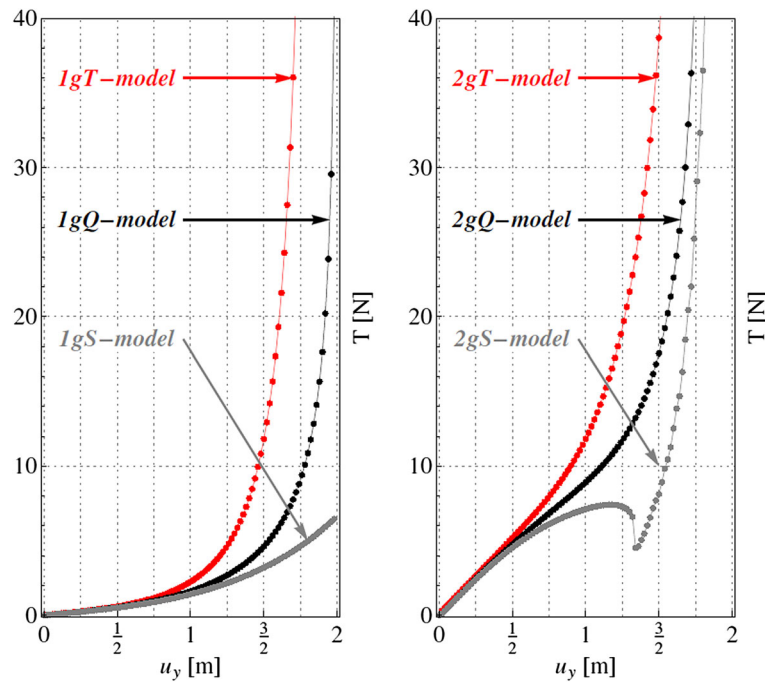 40
30
20
10
0
1gT–model
1gQ–model
1gS–model
0 1/2 1 3/2 2
u_y [m]
T [N]
40
30
20
10
0
2gT–model
2gQ–model
2gS–model
0 1/2 1 3/2 2
u_y [m]
T [N]